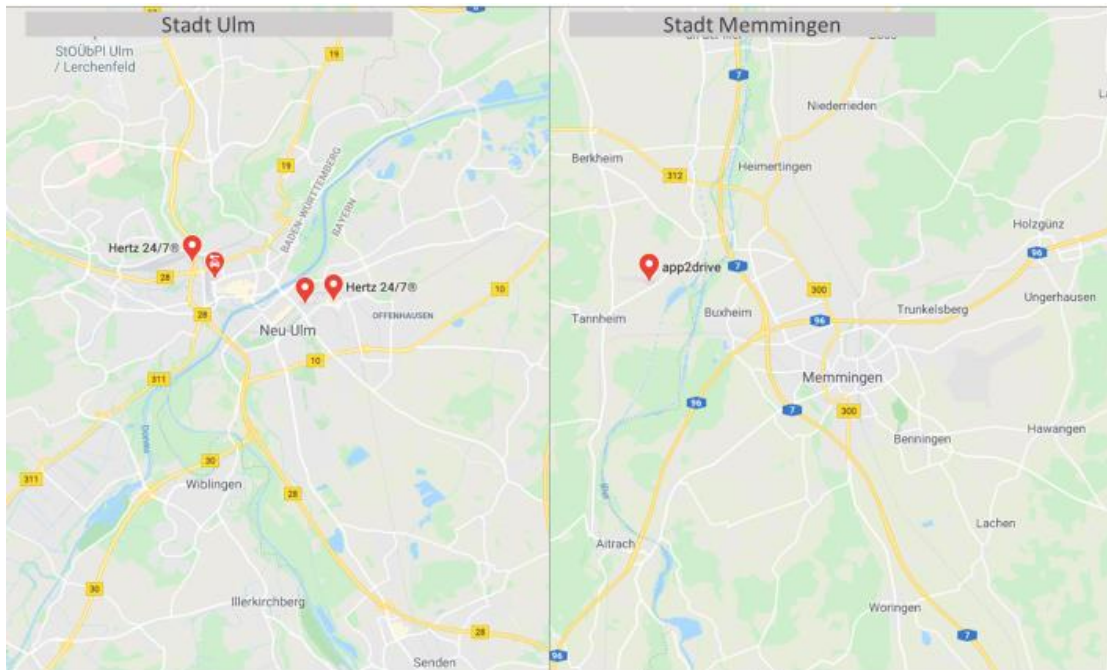 Stadt Ulm
StOÜbPl Ulm
/ Lerchenfeld
19
19
BADEN-WÜRTTEMBERG
BAYERN
Hertz 24/7®
28
Hertz 24/7®
10
OFFENHAUSEN
28
Neu-Ulm
10
311
Donau
30
311
Wiblingen
28
30
Illerkirchberg
28
Senden
Stadt Memmingen
7
Niederrieden
Berkheim
Heimertingen
312
Holzgünz
96
app2drive
7
300
Ungerhausen
Tannheim
Buxheim
Trunkelsberg
96
Memmingen
96
7
300
Hawangen
Benningen
Iller
Lachen
Aitrach
Woringen
7
96